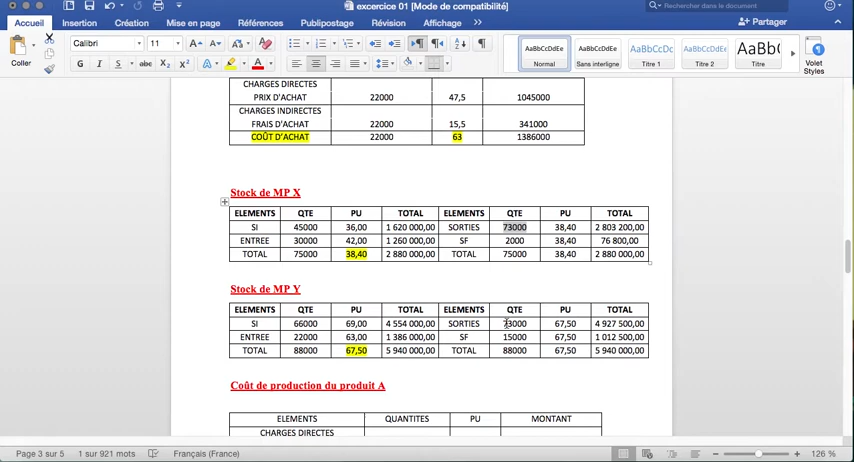 excercice 01 [Mode de compatibilité]
Rechercher dans le document
Accueil Insertion Création Mise en page Références Publipostage Révision Affichage
Partager
Coller
Calibri 11
G I S abc X₂ X²
AaBbCcDdEe AaBbCcDdEe AaBbCcDc AaBbCcDdEe AaBbC
Normal Sans interligne Titre 1 Titre 2 Titre
Volet Styles
CHARGES DIRECTES
PRIX D'ACHAT 22000 47,5 1045000
CHARGES INDIRECTES
FRAIS D'ACHAT 22000 15,5 341000
COÛT D'ACHAT 22000 63 1386000
Stock de MP X
ELEMENTS QTE PU TOTAL ELEMENTS QTE PU TOTAL
SI 45000 36,00 1 620 000,00 SORTIES 73000 38,40 2 803 200,00
ENTREE 30000 42,00 1 260 000,00 SF 2000 38,40 76 800,00
TOTAL 75000 38,40 2 880 000,00 TOTAL 75000 38,40 2 880 000,00
Stock de MP Y
ELEMENTS QTE PU TOTAL ELEMENTS QTE PU TOTAL
SI 66000 69,00 4 554 000,00 SORTIES 73000 67,50 4 927 500,00
ENTREE 22000 63,00 1 386 000,00 SF 15000 67,50 1 012 500,00
TOTAL 88000 67,50 5 940 000,00 TOTAL 88000 67,50 5 940 000,00
Coût de production du produit A
ELEMENTS QUANTITES PU MONTANT
CHARGES DIRECTES
Page 3 sur 5 1 sur 921 mots Français (France) 126 %